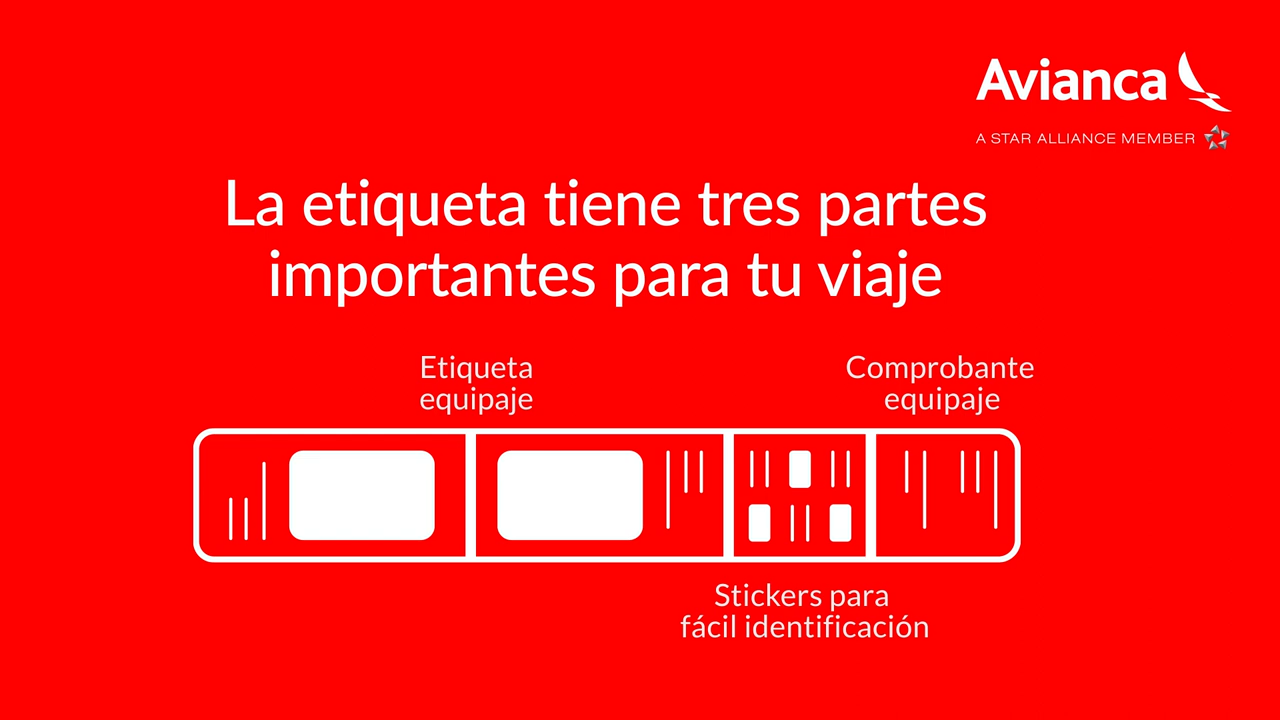 Avianca
A STAR ALLIANCE MEMBER
La etiqueta tiene tres partes
importantes para tu viaje
Etiqueta
equipaje
Comprobante
equipaje
Stickers para
fácil identificación